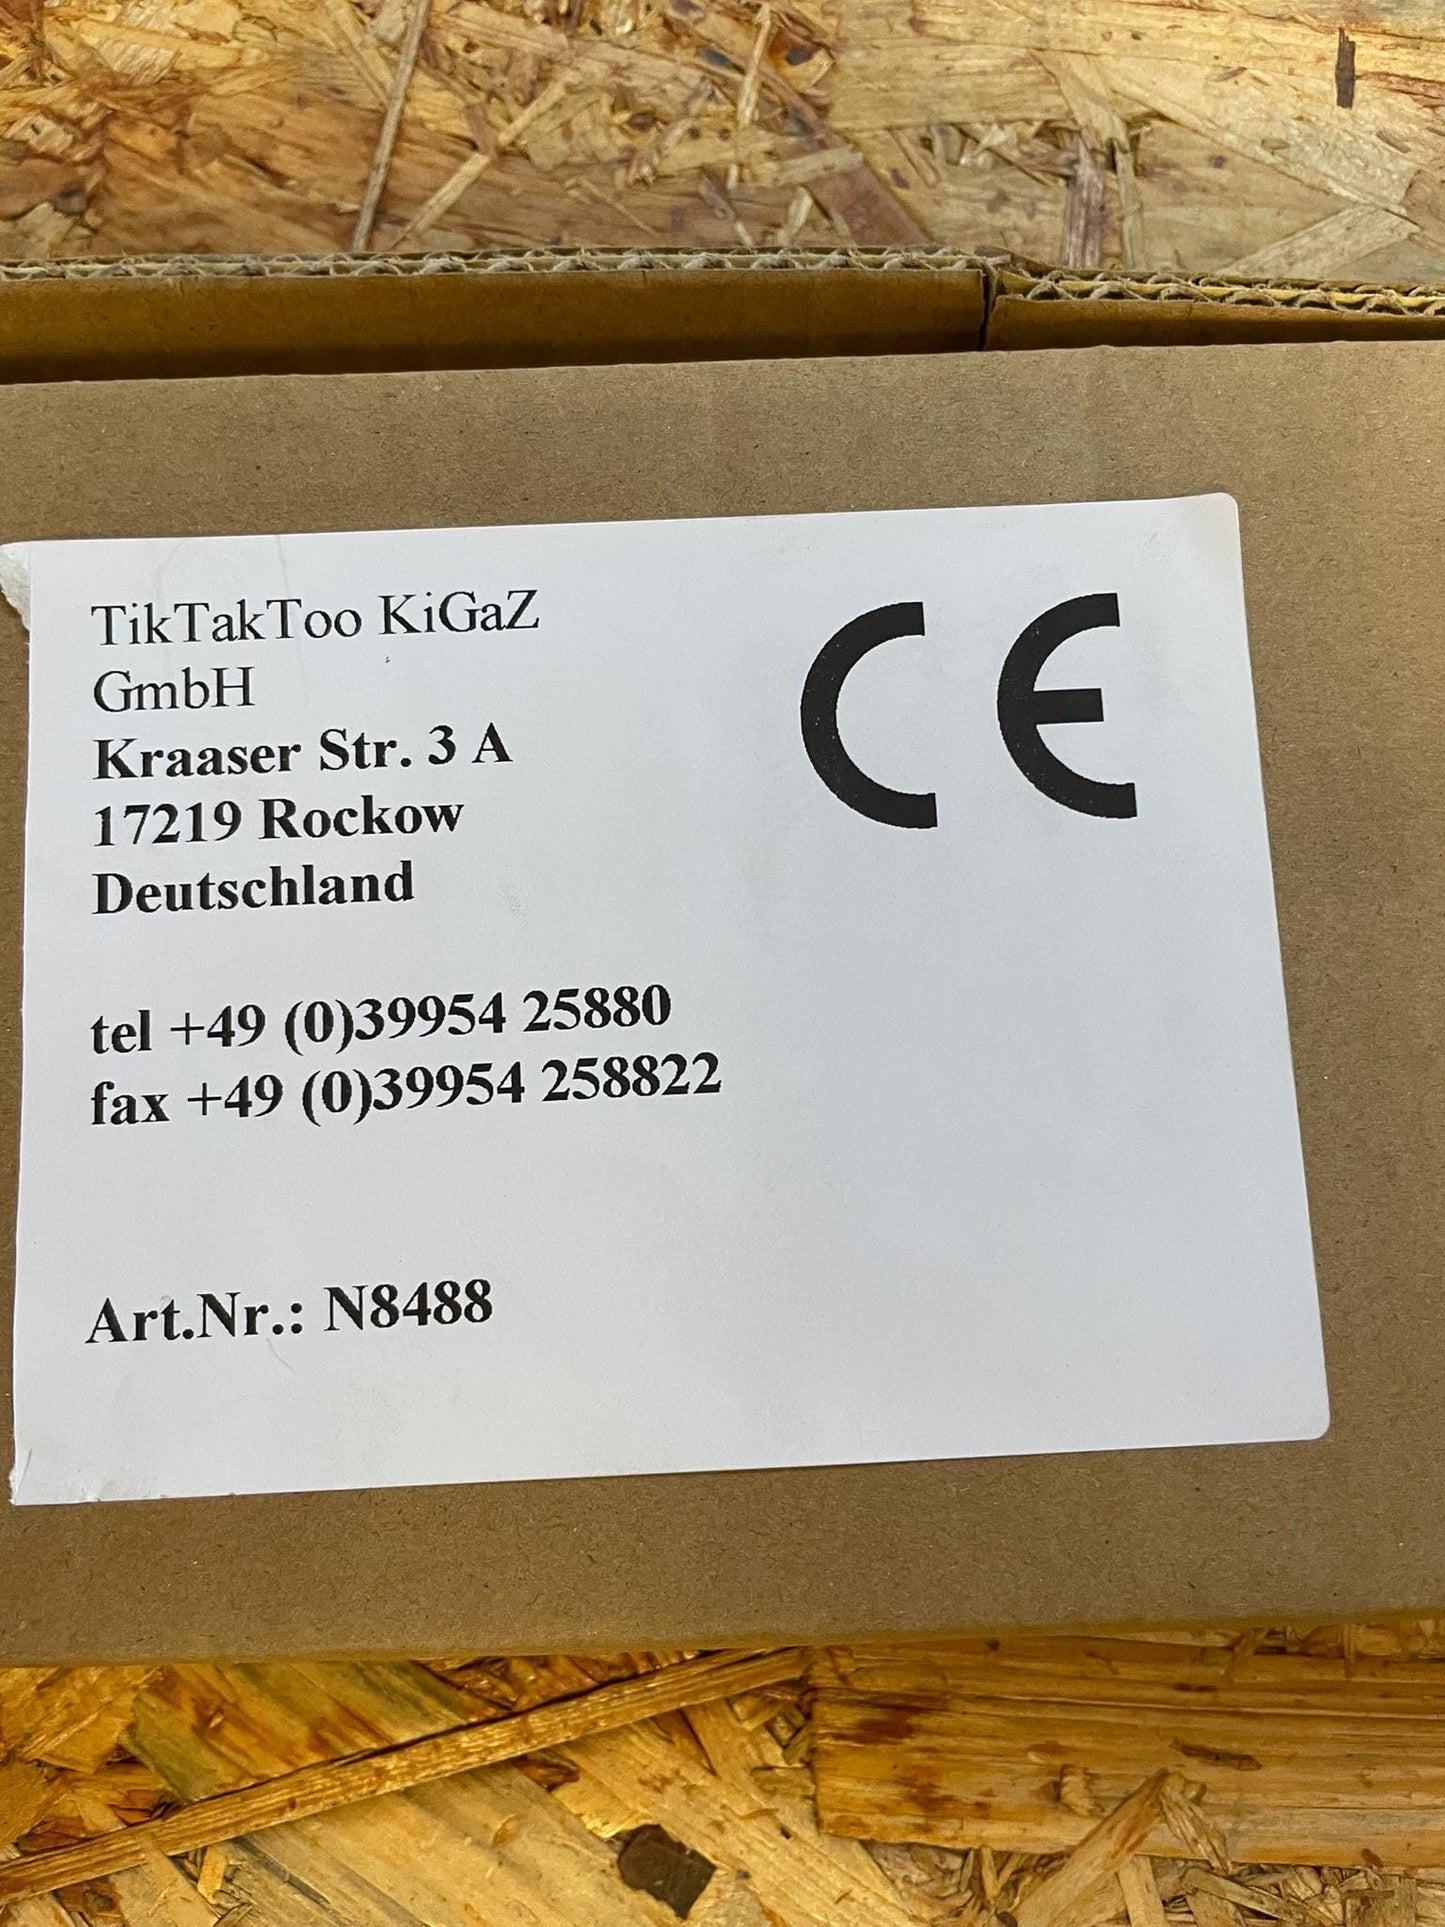 TikTakToo KiGaZ
GmbH
Kraaser Str. 3 A
17219 Rockow
Deutschland
tel +49 (0)39954 25880
fax +49 (0)39954 258822
Art.Nr.: N8488
CE